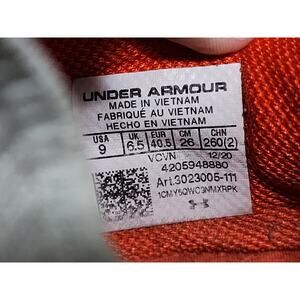 UNDER ARMOUR
MADE IN VIETNAM
FABRIQUÉ AU VIETNAM
HECHO EN VIETNAM
USA UK EUR CM CHN
9 6.5 40.5 26 260(2)
VCVN 12/20
4205948880
Art.3023005-111
1CMY5QWC3NMXRPK